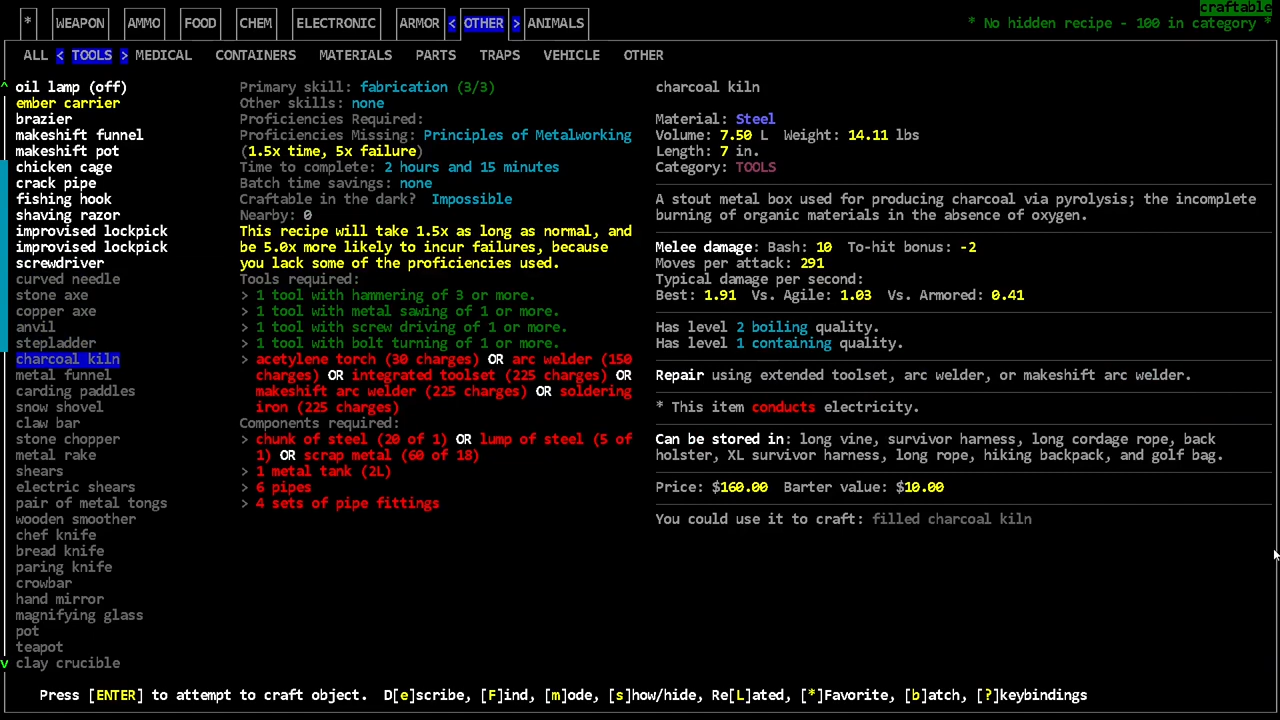 craftable
* WEAPON AMMO FOOD CHEM ELECTRONIC ARMOR < OTHER > ANIMALS
* No hidden recipe - 100 in category *
ALL < TOOLS > MEDICAL CONTAINERS MATERIALS PARTS TRAPS VEHICLE OTHER
^ oil lamp (off)
ember carrier
brazier
makeshift funnel
makeshift pot
chicken cage
crack pipe
fishing hook
shaving razor
improvised lockpick
improvised lockpick
screwdriver
curved needle
stone axe
copper axe
anvil
stepladder
charcoal kiln
metal funnel
carding paddles
snow shovel
claw bar
stone chopper
metal rake
shears
electric shears
pair of metal tongs
wooden smoother
chef knife
bread knife
paring knife
crowbar
hand mirror
magnifying glass
pot
teapot
v clay crucible
Primary skill: fabrication (3/3)
Other skills: none
Proficiencies Required:
Proficiencies Missing: Principles of Metalworking
(1.5x time, 5x failure)
Time to complete: 2 hours and 15 minutes
Batch time savings: none
Craftable in the dark? Impossible
Nearby: 0
This recipe will take 1.5x as long as normal, and
be 5.0x more likely to incur failures, because
you lack some of the proficiencies used.
Tools required:
> 1 tool with hammering of 3 or more.
> 1 tool with metal sawing of 1 or more.
> 1 tool with screw driving of 1 or more.
> 1 tool with bolt turning of 1 or more.
> acetylene torch (30 charges) OR arc welder (150
charges) OR integrated toolset (225 charges) OR
makeshift arc welder (225 charges) OR soldering
iron (225 charges)
Components required:
> chunk of steel (20 of 1) OR lump of steel (5 of
1) OR scrap metal (60 of 18)
> 1 metal tank (2L)
> 6 pipes
> 4 sets of pipe fittings
charcoal kiln
Material: Steel
Volume: 7.50 L Weight: 14.11 lbs
Length: 7 in.
Category: TOOLS
A stout metal box used for producing charcoal via pyrolysis; the incomplete
burning of organic materials in the absence of oxygen.
Melee damage: Bash: 10 To-hit bonus: -2
Moves per attack: 291
Typical damage per second:
Best: 1.91 Vs. Agile: 1.03 Vs. Armored: 0.41
Has level 2 boiling quality.
Has level 1 containing quality.
Repair using extended toolset, arc welder, or makeshift arc welder.
* This item conducts electricity.
Can be stored in: long vine, survivor harness, long cordage rope, back
holster, XL survivor harness, long rope, hiking backpack, and golf bag.
Price: $160.00 Barter value: $10.00
You could use it to craft: filled charcoal kiln
Press [ENTER] to attempt to craft object. D[e]scribe, [F]ind, [m]ode, [s]how/hide, Re[L]ated, [*]Favorite, [b]atch, [?]keybindings